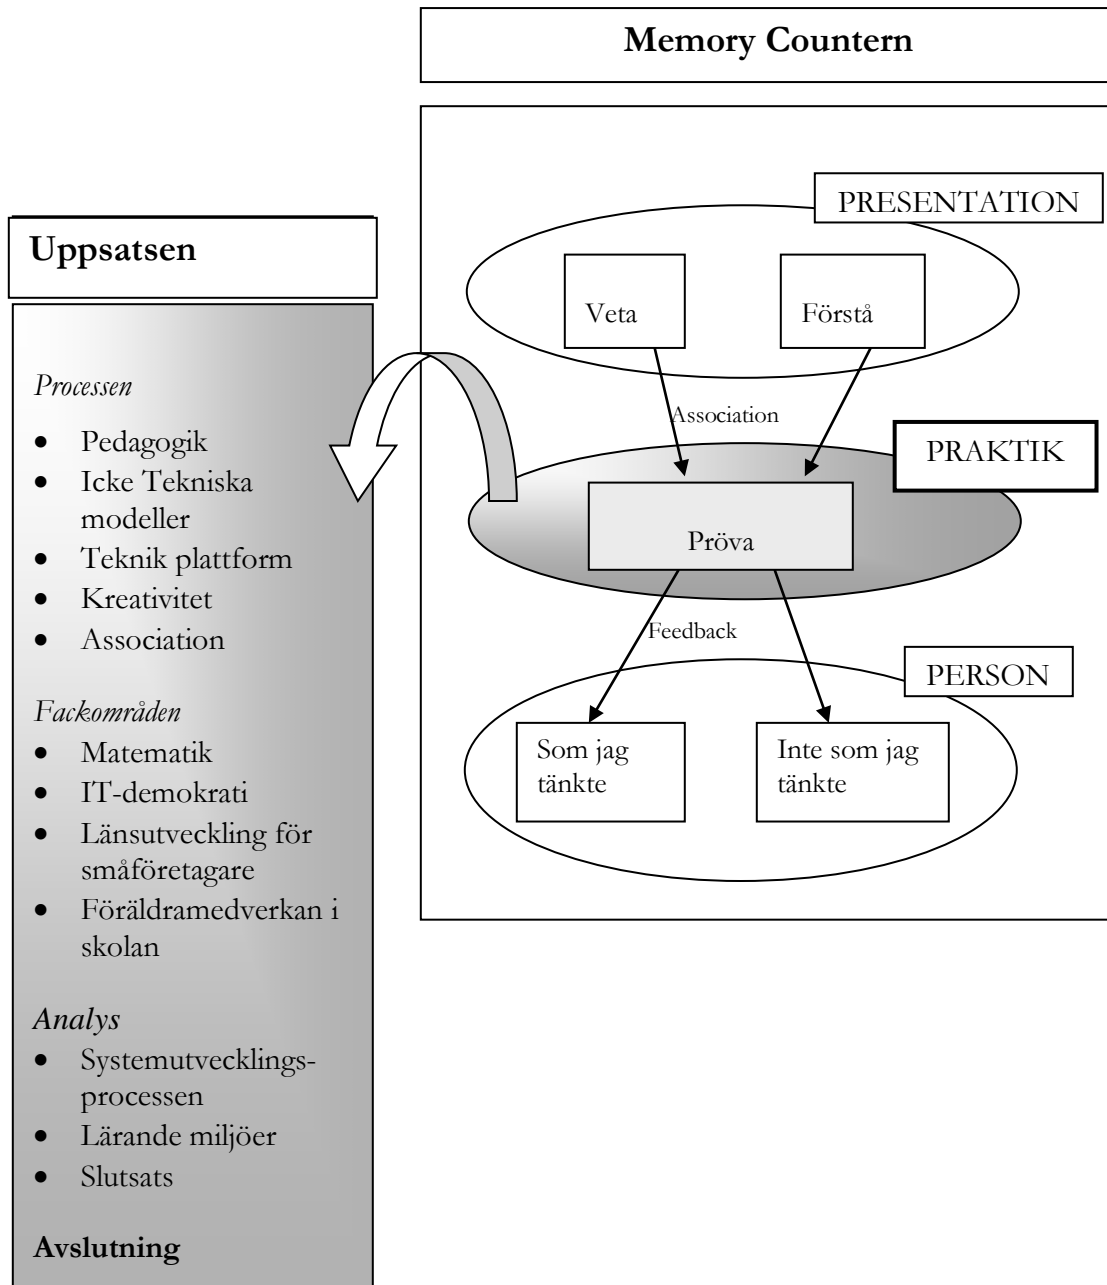 Memory Countern
PRESENTATION
Veta
Förstå
Association
PRAKTIK
Pröva
Feedback
PERSON
Som jag
tänkte
Inte som jag
tänkte
Uppsatsen
Processen
• Pedagogik
• Icke Tekniska
modeller
• Teknik plattform
• Kreativitet
• Association
Fackområden
• Matematik
• IT-demokrati
• Länsutveckling för
småföretagare
• Föräldramedverkan i
skolan
Analys
• Systemutvecklings-
processen
• Lärande miljöer
• Slutsats
Avslutning